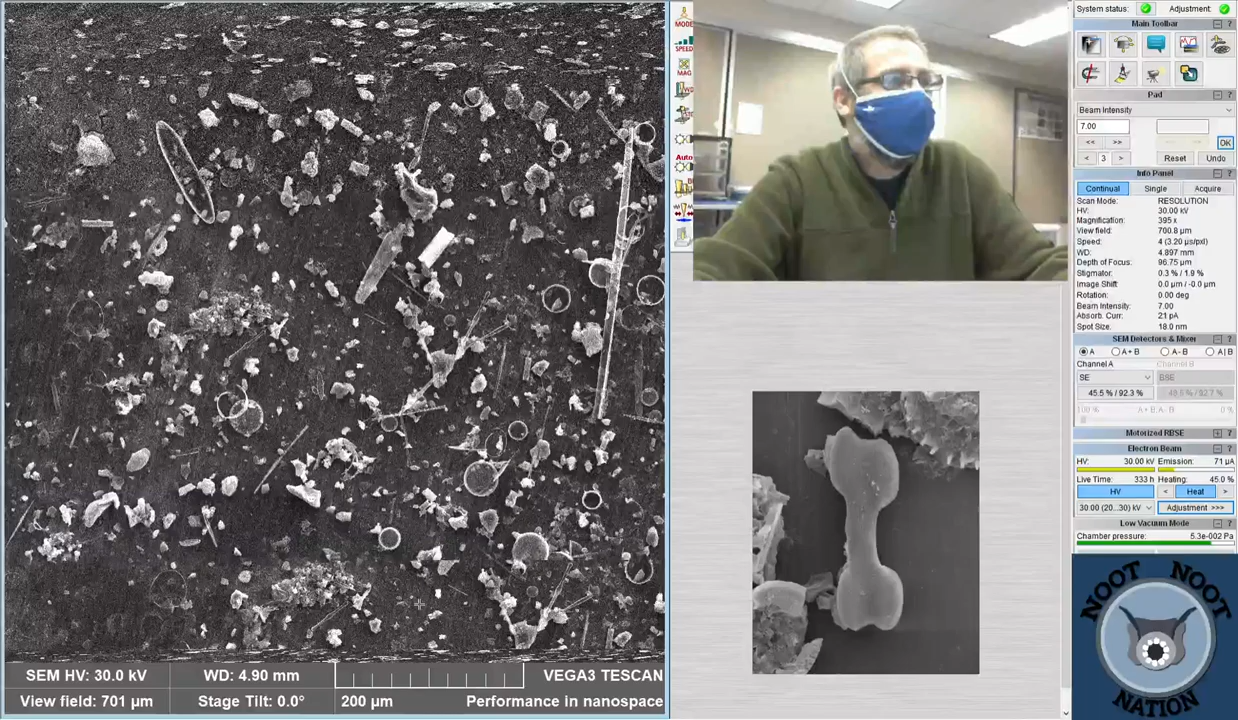 SEM HV: 30.0 kV
WD: 4.90 mm
VEGA3 TESCAN
View field: 701 µm
Stage Tilt: 0.0°
200 µm
Performance in nanospace
MODE
SPEED
MAG
Auto
System status:
Adjustment:
Main Toolbar
Pad
Beam Intensity
7.00
OK
<< >>
< 3 > Reset Undo
Info Panel
Continual Single Acquire
Scan Mode: RESOLUTION
HV: 30.00 kV
Magnification: 395 x
View field: 700.8 µm
Speed: 4 (3.20 µs/pxl)
WD: 4.897 mm
Depth of Focus: 96.75 µm
Stigmator: 0.3 % / 1.9 %
Image Shift: 0.0 µm / -0.0 µm
Rotation: 0.00 deg
Beam Intensity: 7.00
Absorb. Curr: 21 pA
Spot Size: 18.0 nm
SEM Detectors & Mixer
A A+B A-B A|B
Channel A Channel B
SE BSE
45.5 % / 92.3 %
100 % A+B:A-B 0 %
Motorized RBSE
Electron Beam
HV: 30.00 kV Emission: 71 µA
Live Time: 333 h Heating: 45.0 %
HV < Heat >
30.00 (20...30) kV Adjustment >>>
Low Vacuum Mode
Chamber pressure: 5.3e-002 Pa
NOOT NOOT
NATION